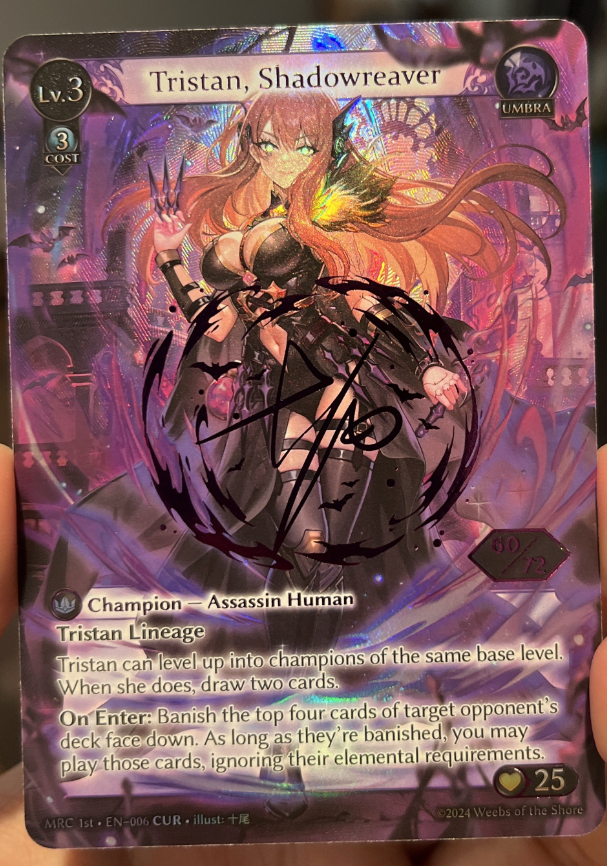 Lv.3
Tristan, Shadowreaver
UMBRA
3
COST
60/72
Champion — Assassin Human
Tristan Lineage
Tristan can level up into champions of the same base level.
When she does, draw two cards.
On Enter: Banish the top four cards of target opponent's
deck face down. As long as they're banished, you may
play those cards, ignoring their elemental requirements.
25
MRC 1st • EN-006 CUR • illust: 十尾
©2024 Weebs of the Shore